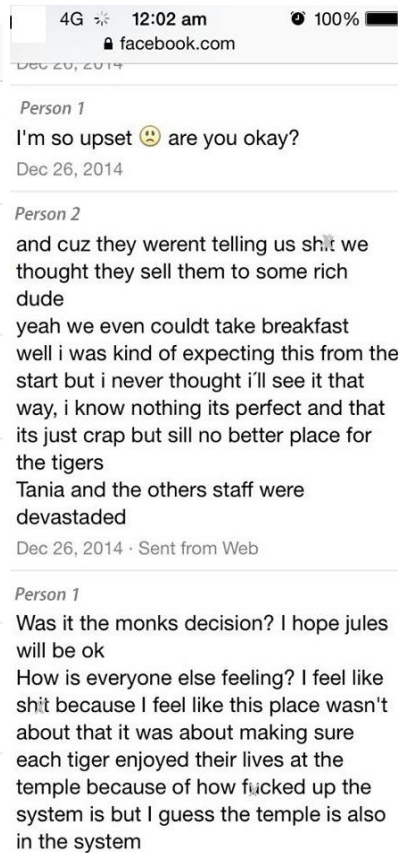 4G 12:02 am 100%
facebook.com
Dec 26, 2014
Person 1
I'm so upset are you okay?
Dec 26, 2014
Person 2
and cuz they werent telling us shit we
thought they sell them to some rich
dude
yeah we even couldt take breakfast
well i was kind of expecting this from the
start but i never thought i´ll see it that
way, i know nothing its perfect and that
its just crap but sill no better place for
the tigers
Tania and the others staff were
devastaded
Dec 26, 2014 · Sent from Web
Person 1
Was it the monks decision? I hope jules
will be ok
How is everyone else feeling? I feel like
shit because I feel like this place wasn't
about that it was about making sure
each tiger enjoyed their lives at the
temple because of how fucked up the
system is but I guess the temple is also
in the system